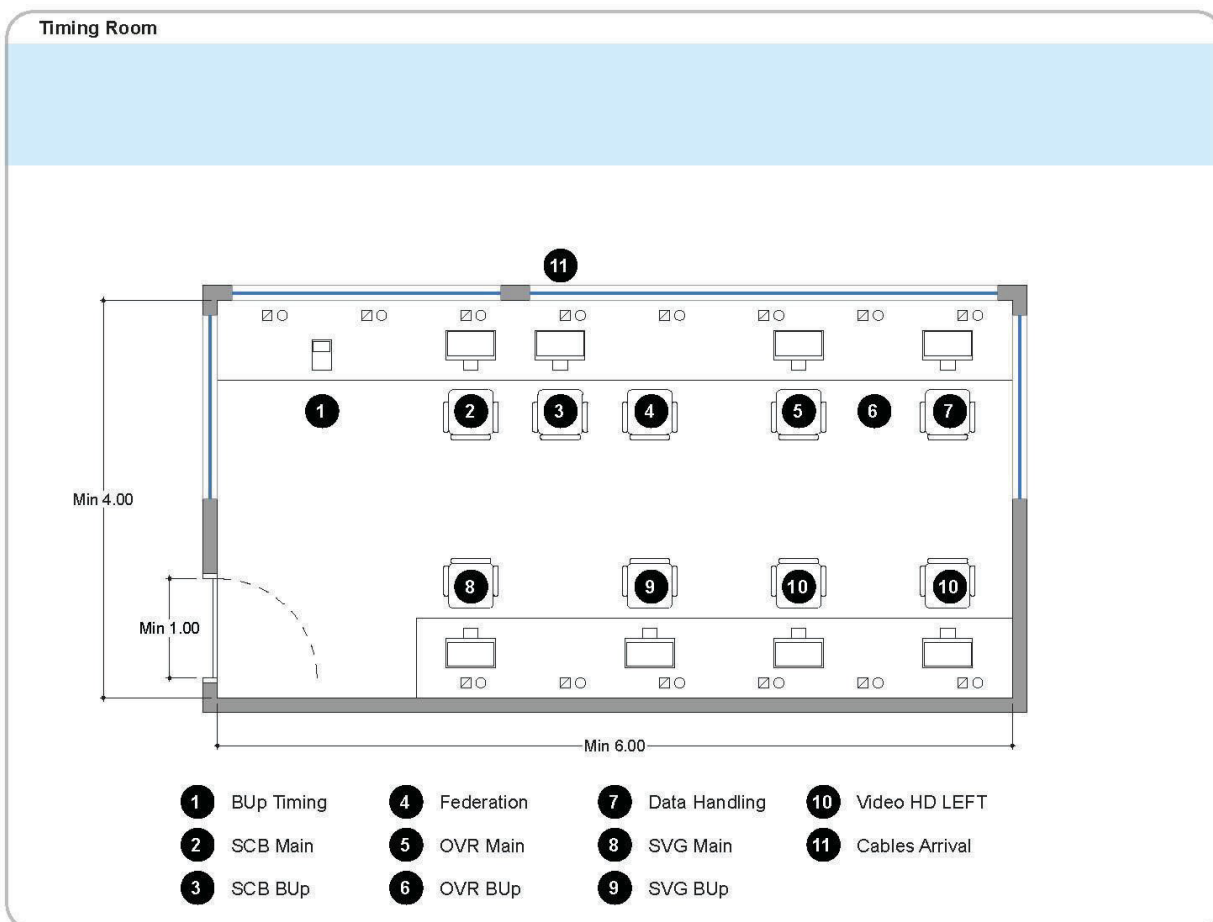 Timing Room
11
1 2 3 4 5 6 7
Min 4.00
8 9 10 10
Min 1.00
Min 6.00
1 BUp Timing
2 SCB Main
3 SCB BUp
4 Federation
5 OVR Main
6 OVR BUp
7 Data Handling
8 SVG Main
9 SVG BUp
10 Video HD LEFT
11 Cables Arrival